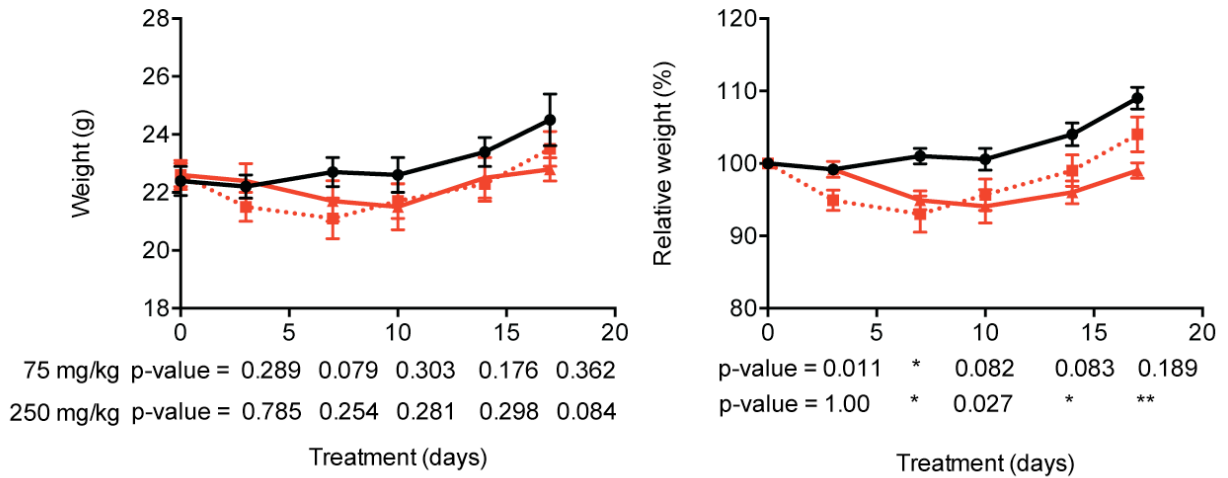 28
26
24
22
20
18
Weight (g)
0 5 10 15 20
75 mg/kg p-value = 0.289 0.079 0.303 0.176 0.362
250 mg/kg p-value = 0.785 0.254 0.281 0.298 0.084
Treatment (days)
120
110
100
90
80
Relative weight (%)
0 5 10 15 20
p-value = 0.011 * 0.082 0.083 0.189
p-value = 1.00 * 0.027 * **
Treatment (days)